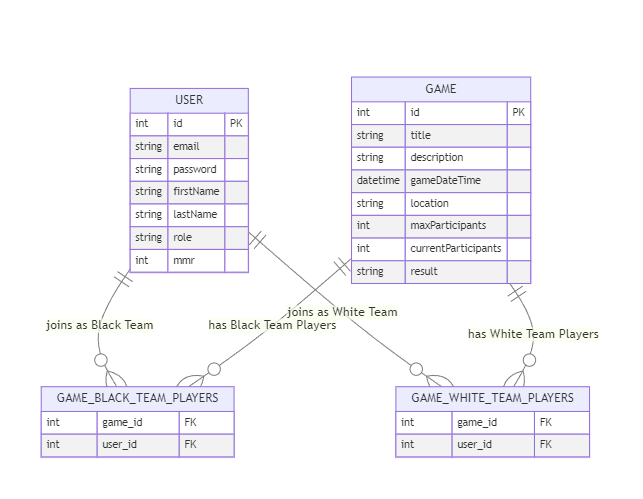 USER
int id PK
string email
string password
string firstName
string lastName
string role
int mmr
GAME
int id PK
string title
string description
datetime gameDateTime
string location
int maxParticipants
int currentParticipants
string result
joins as Black Team
has Black Team Players
joins as White Team
has White Team Players
GAME_BLACK_TEAM_PLAYERS
int game_id FK
int user_id FK
GAME_WHITE_TEAM_PLAYERS
int game_id FK
int user_id FK